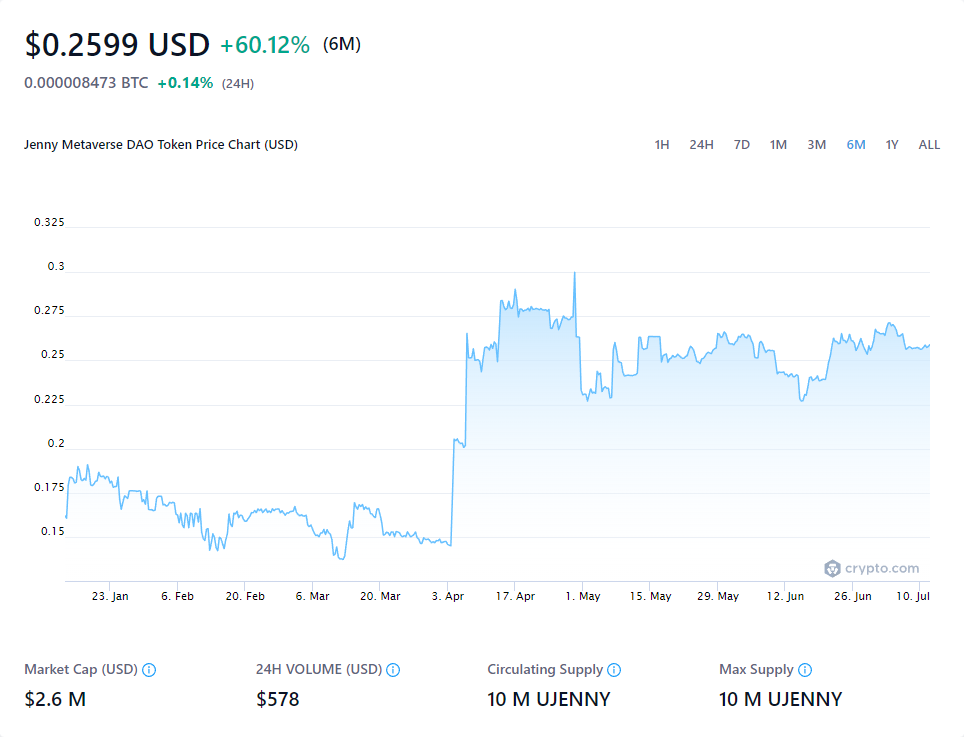 $0.2599 USD +60.12% (6M)
0.000008473 BTC +0.14% (24H)
Jenny Metaverse DAO Token Price Chart (USD)
1H 24H 7D 1M 3M 6M 1Y ALL
0.325
0.3
0.275
0.25
0.225
0.2
0.175
0.15
crypto.com
23. Jan 6. Feb 20. Feb 6. Mar 20. Mar 3. Apr 17. Apr 1. May 15. May 29. May 12. Jun 26. Jun 10. Jul
Market Cap (USD) 24H VOLUME (USD) Circulating Supply Max Supply
$2.6 M $578 10 M UJENNY 10 M UJENNY